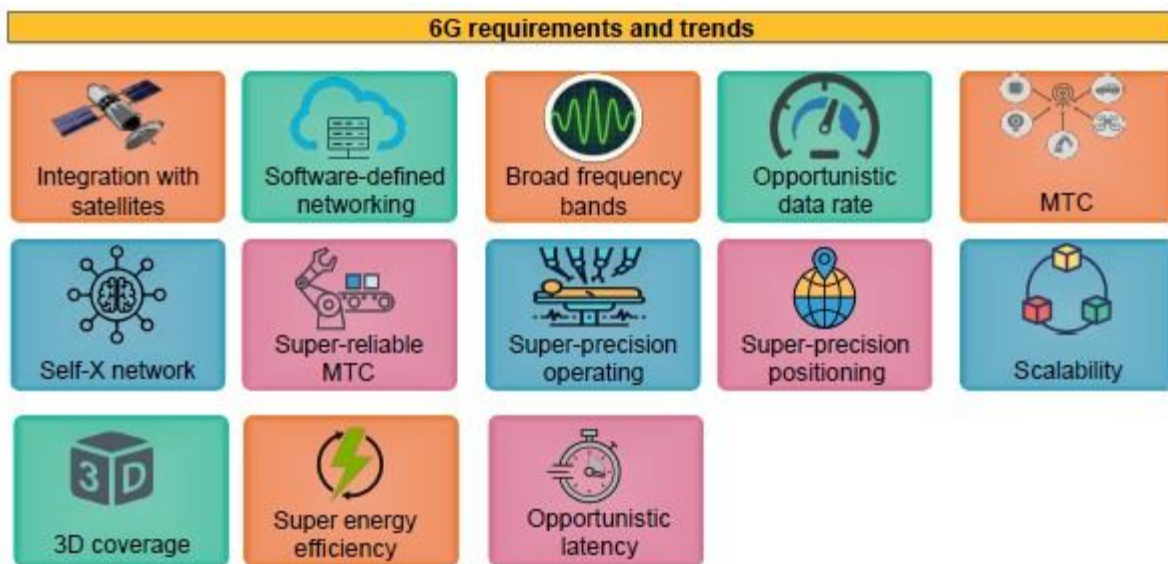 6G requirements and trends
Integration with
satellites
Software-defined
networking
Broad frequency
bands
Opportunistic
data rate
MTC
Self-X network
Super-reliable
MTC
Super-precision
operating
Super-precision
positioning
Scalability
3D
3D coverage
Super energy
efficiency
Opportunistic
latency